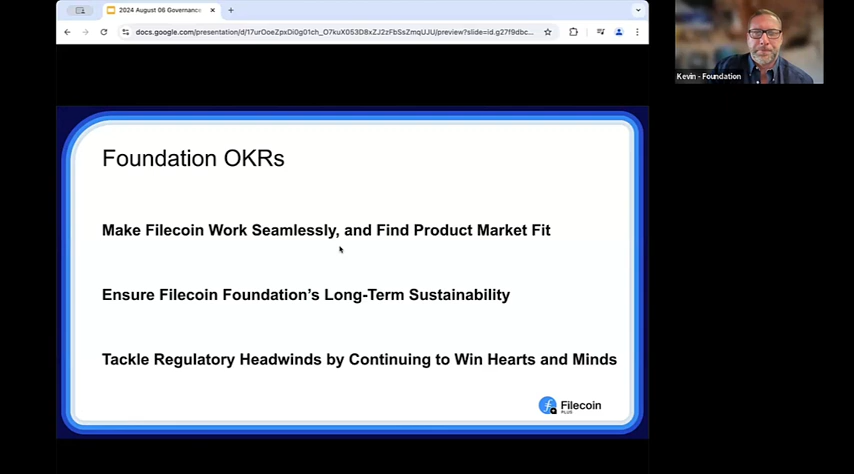 2024 August 06 Governance
docs.google.com/presentation/d/17urOoeZpxDi0g01ch_O7kuX053D8xZJ2zFbSsZmqUJU/preview?slide=id.g27f9dbc...
Kevin - Foundation
Foundation OKRs
Make Filecoin Work Seamlessly, and Find Product Market Fit
Ensure Filecoin Foundation's Long-Term Sustainability
Tackle Regulatory Headwinds by Continuing to Win Hearts and Minds
Filecoin
PLUS